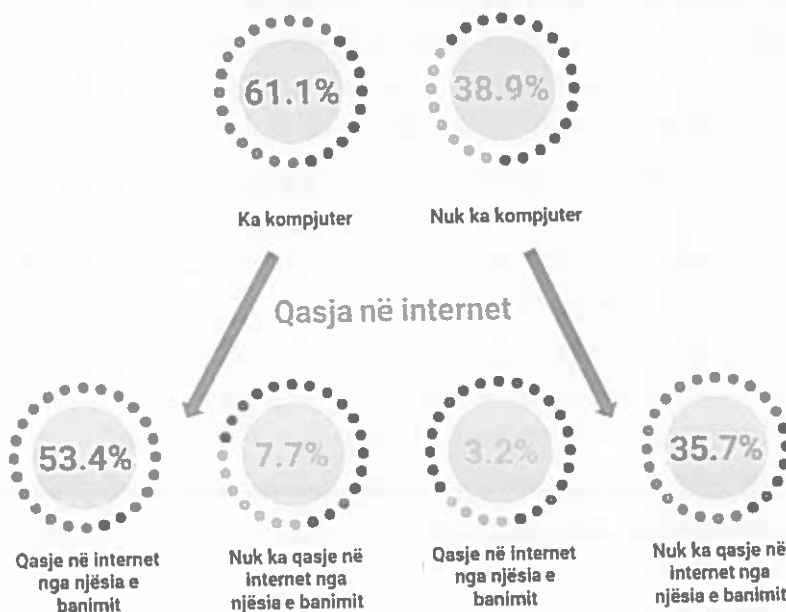 61.1%
38.9%
Ka kompjuter
Nuk ka kompjuter
Qasja në internet
53.4%
7.7%
3.2%
35.7%
Qasje në internet
nga njësia e
banimit
Nuk ka qasje në
internet nga
njësia e banimit
Qasje në internet
nga njësia e
banimit
Nuk ka qasje në
internet nga
njësia e banimit